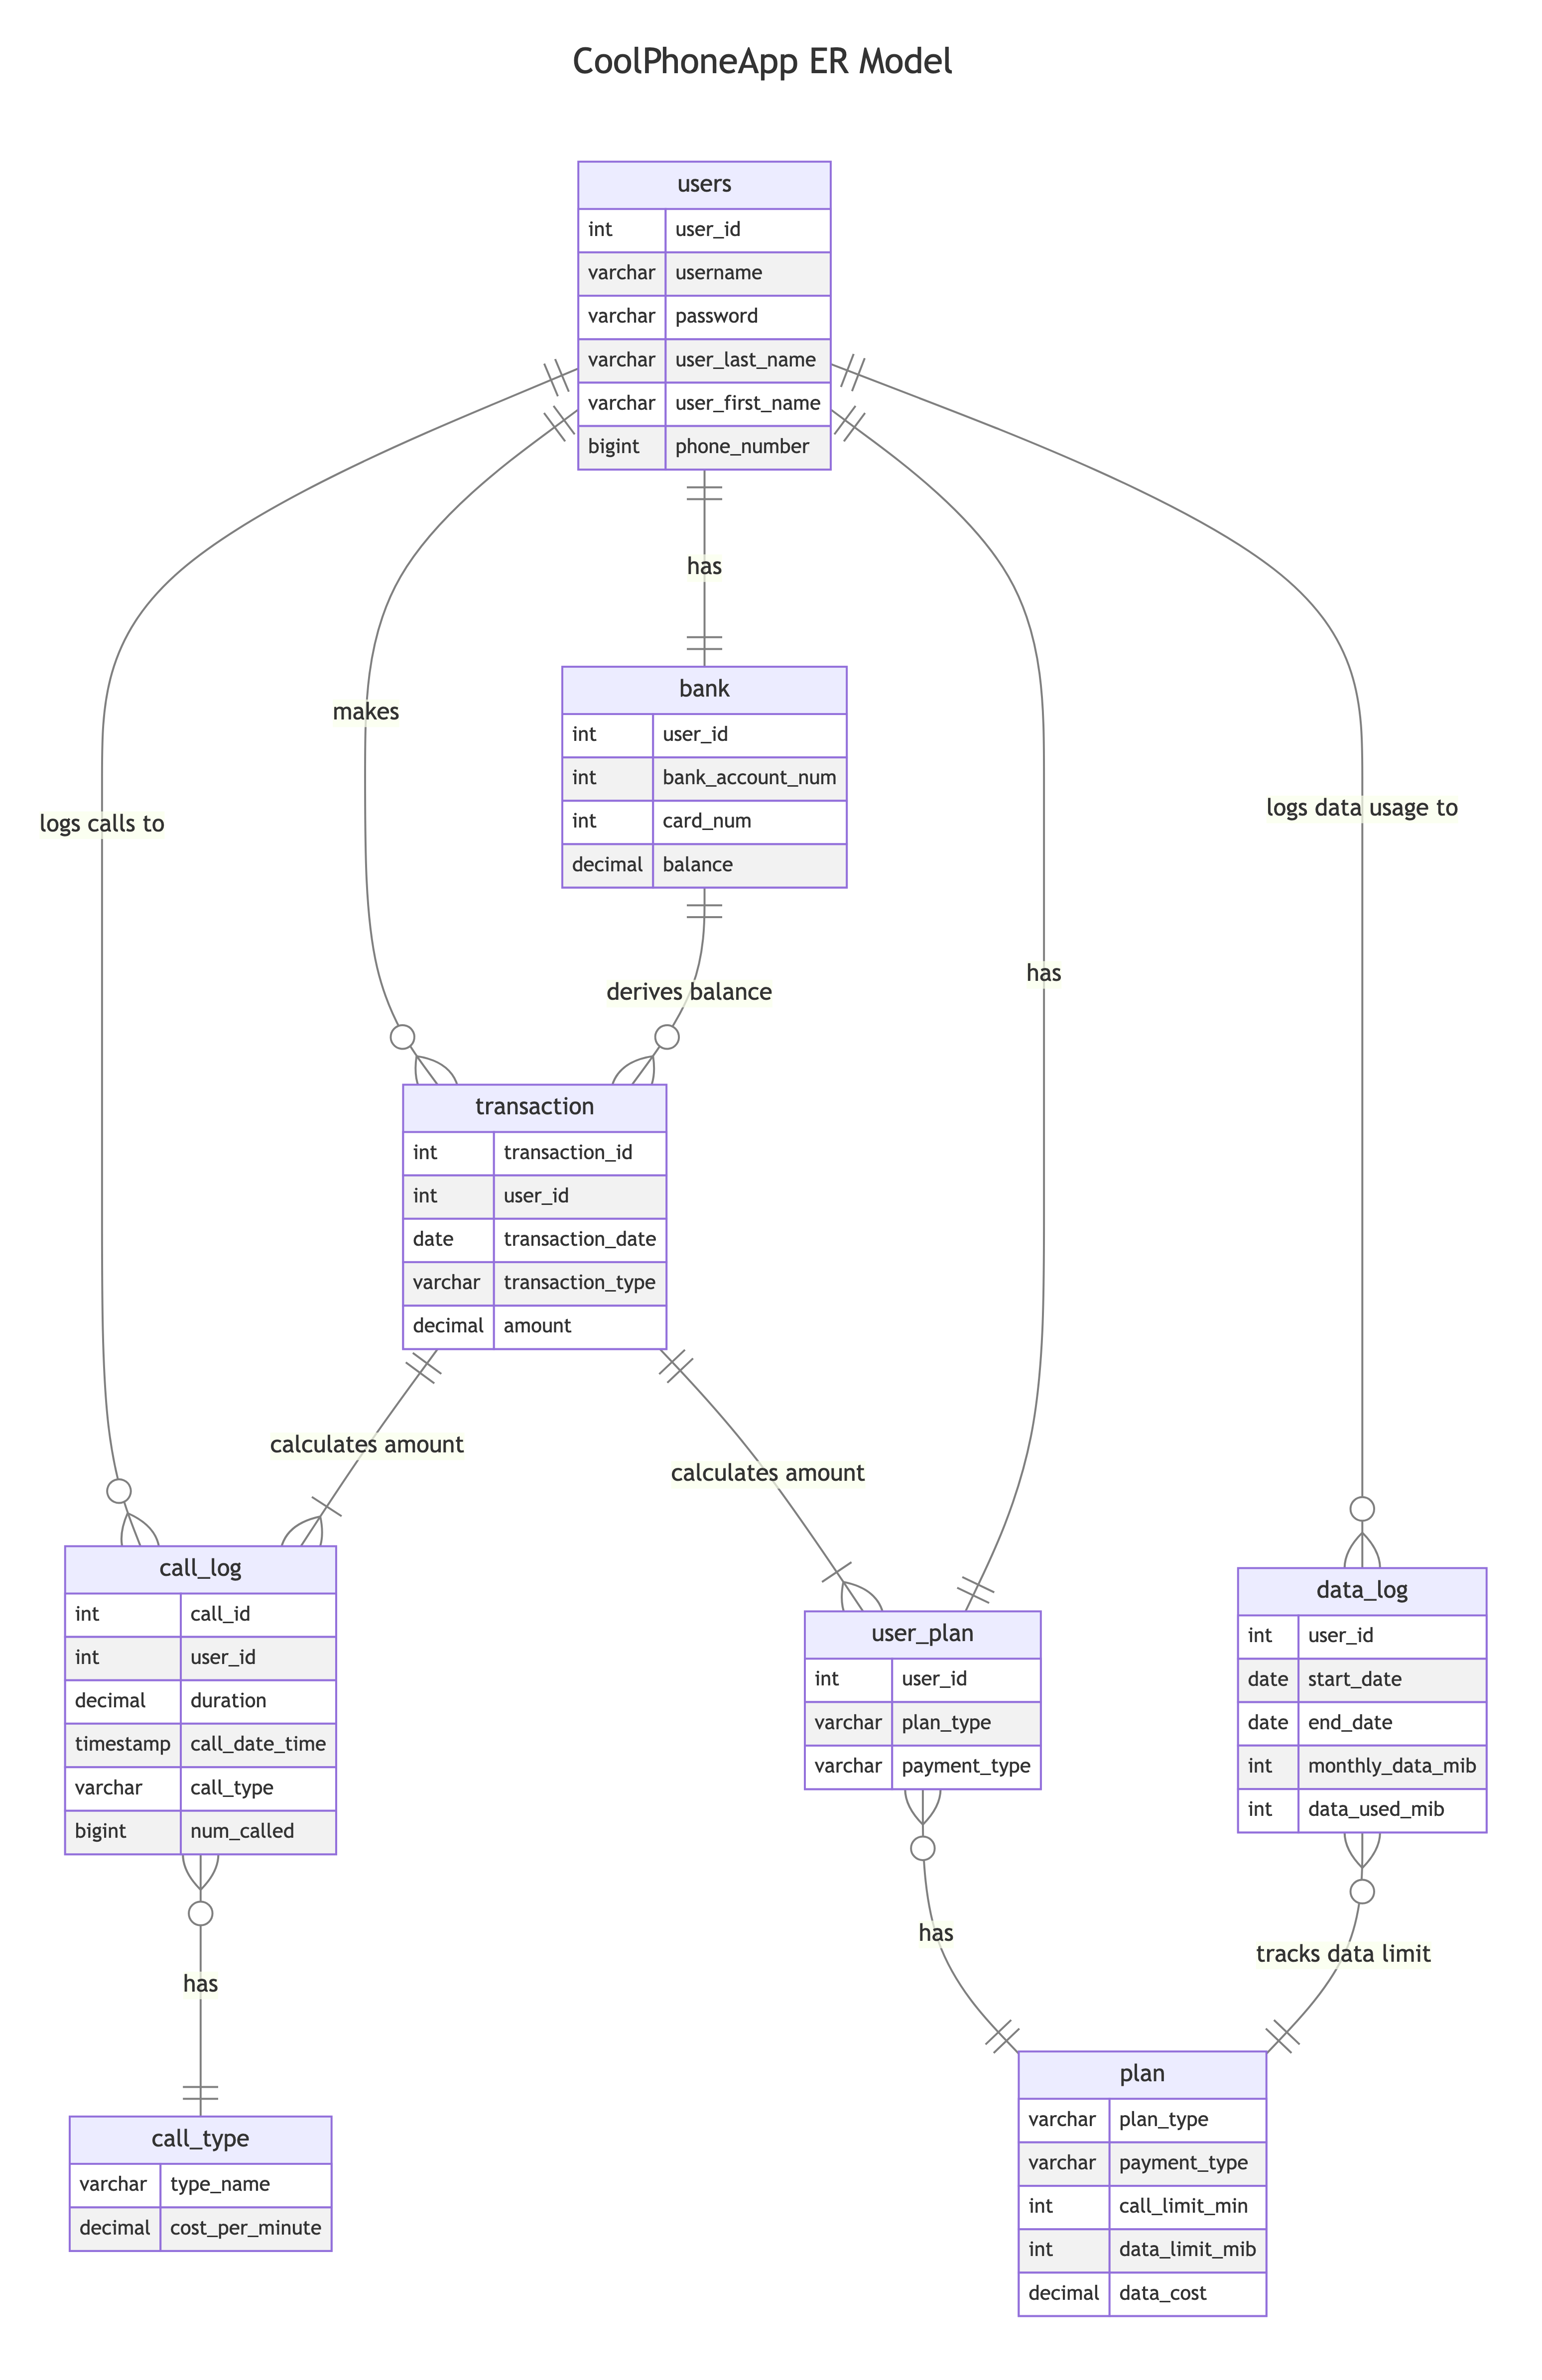 CoolPhoneApp ER Model
users
int user_id
varchar username
varchar password
varchar user_last_name
varchar user_first_name
bigint phone_number
has
bank
int user_id
int bank_account_num
int card_num
decimal balance
makes
logs calls to
logs data usage to
has
derives balance
transaction
int transaction_id
int user_id
date transaction_date
varchar transaction_type
decimal amount
calculates amount
calculates amount
call_log
int call_id
int user_id
decimal duration
timestamp call_date_time
varchar call_type
bigint num_called
user_plan
int user_id
varchar plan_type
varchar payment_type
data_log
int user_id
date start_date
date end_date
int monthly_data_mib
int data_used_mib
has
has
tracks data limit
call_type
varchar type_name
decimal cost_per_minute
plan
varchar plan_type
varchar payment_type
int call_limit_min
int data_limit_mib
decimal data_cost